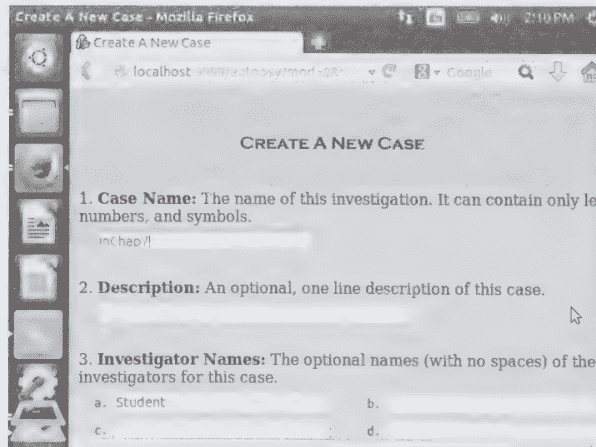 Create A New Case - Mozilla Firefox 2:10 PM
Create A New Case
localhost Google
CREATE A NEW CASE
1. Case Name: The name of this investigation. It can contain only le
numbers, and symbols.
InChap7
2. Description: An optional, one line description of this case.
3. Investigator Names: The optional names (with no spaces) of the
investigators for this case.
a. Student b.
c. d.